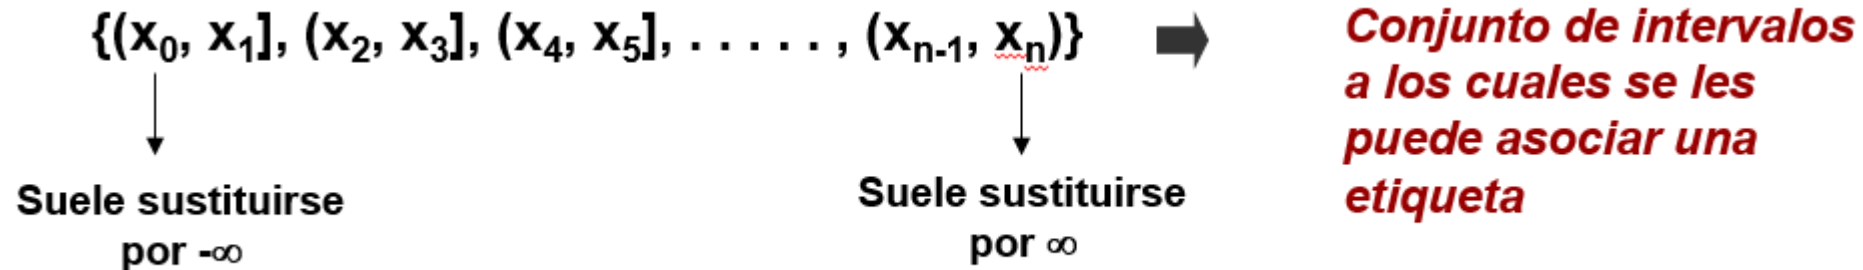 {(x₀, x₁], (x₂, x₃], (x₄, x₅], . . . . . , (xₙ₋₁, xₙ)}
Suele sustituirse
por -∞
Suele sustituirse
por ∞
Conjunto de intervalos
a los cuales se les
puede asociar una
etiqueta